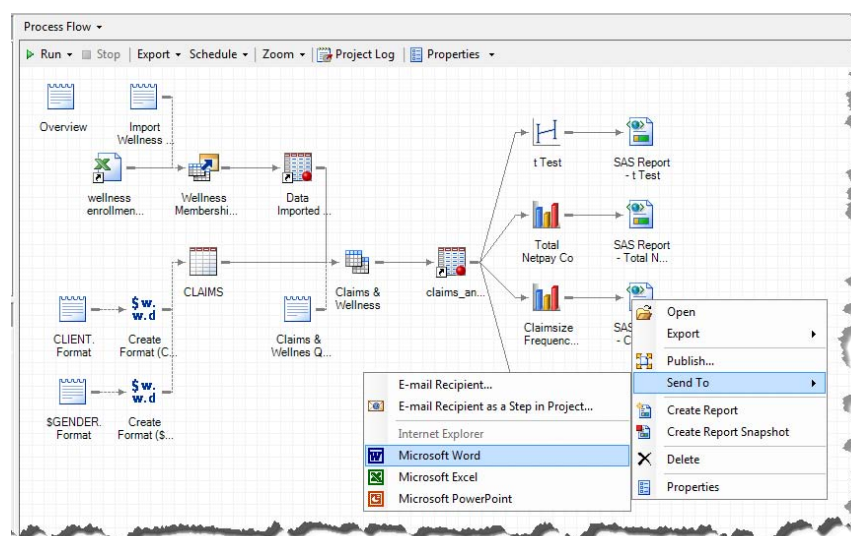 Process Flow
Run Stop Export Schedule Zoom Project Log Properties
Overview
Import
Wellness ...
wellness
enrollmen...
Wellness
Membershi...
Data
Imported ...
t Test
SAS Report
- t Test
Total
Netpay Co
SAS Report
- Total N...
CLAIMS
Claims &
Wellness
claims_an...
Claimsize
Frequenc...
SAS
- C
CLIENT.
Format
$w.
w.d
Create
Format (C...
Claims &
Wellnes Q...
$GENDER.
Format
$w.
w.d
Create
Format ($...
Open
Export
Publish...
Send To
Create Report
Create Report Snapshot
Delete
Properties
E-mail Recipient...
E-mail Recipient as a Step in Project...
Internet Explorer
Microsoft Word
Microsoft Excel
Microsoft PowerPoint